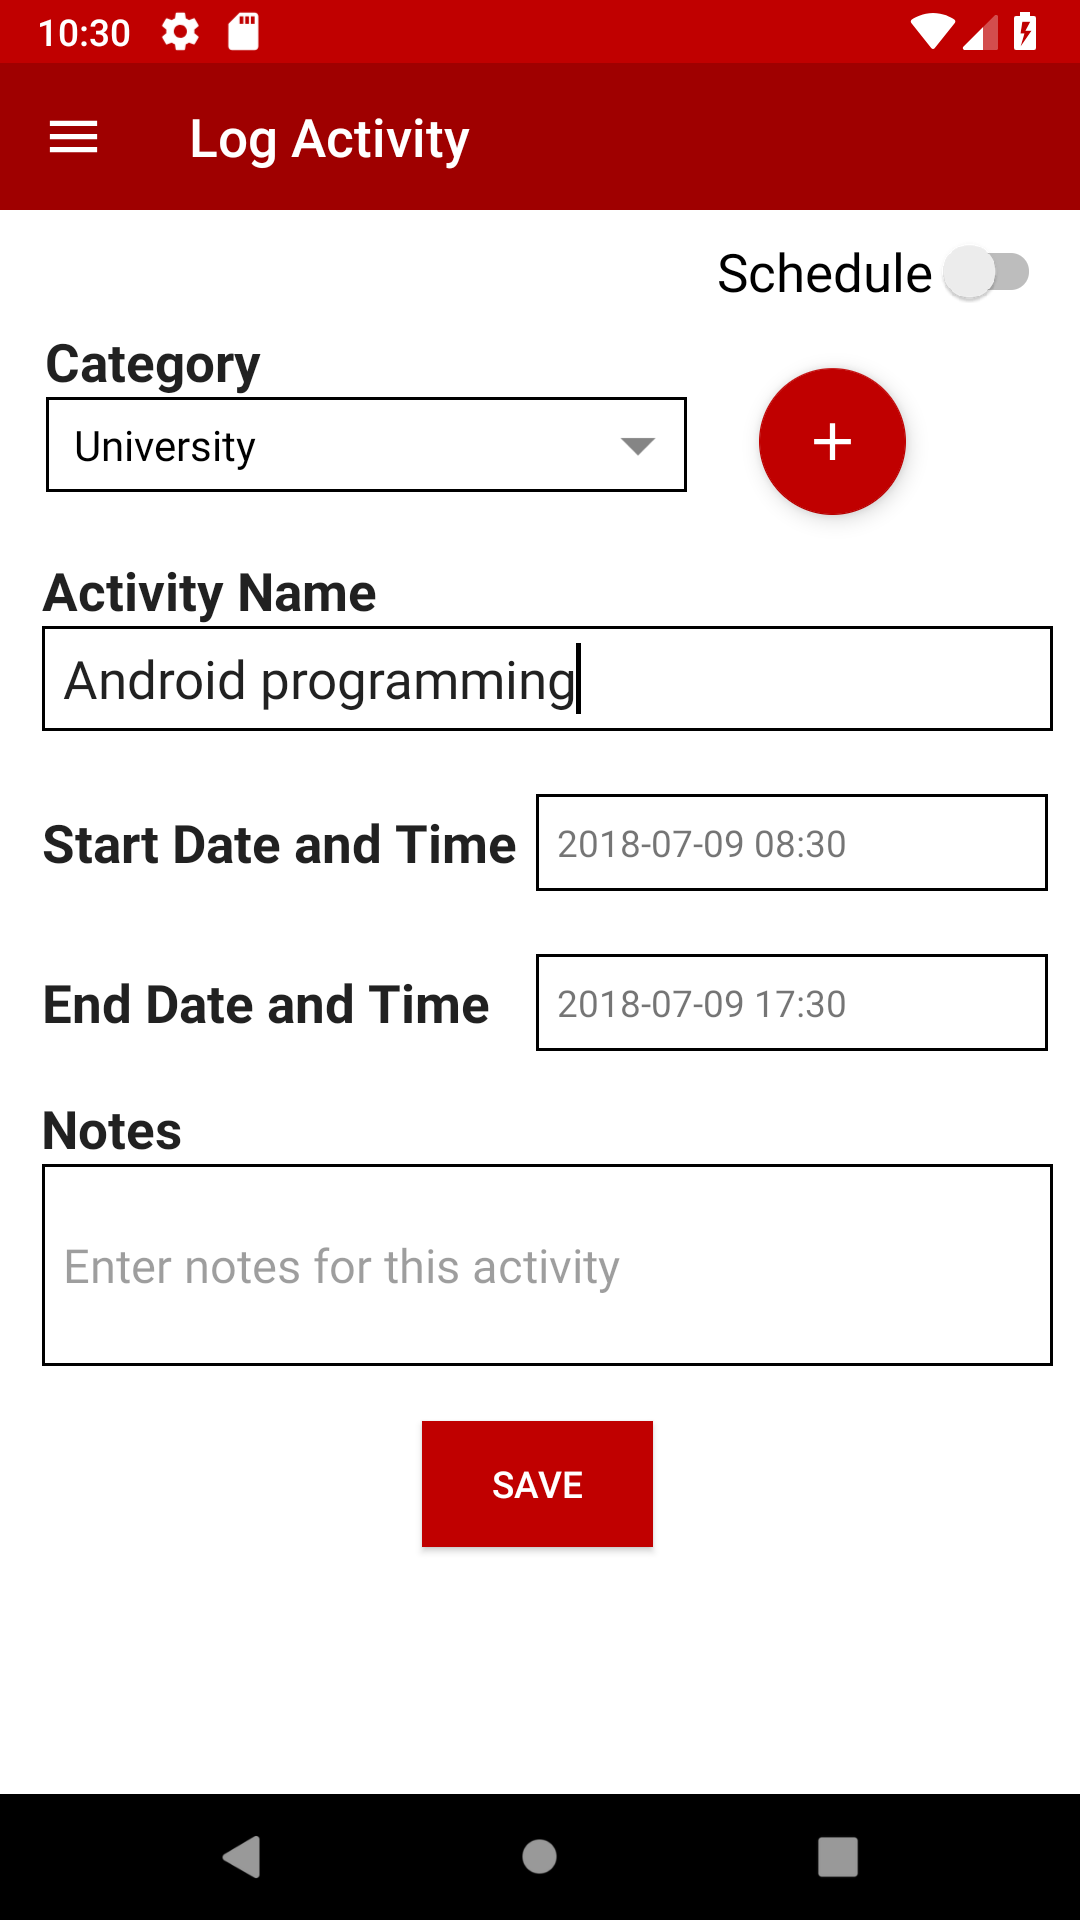 10:30
Log Activity
Schedule
Category
University
Activity Name
Android programming
Start Date and Time
2018-07-09 08:30
End Date and Time
2018-07-09 17:30
Notes
Enter notes for this activity
SAVE